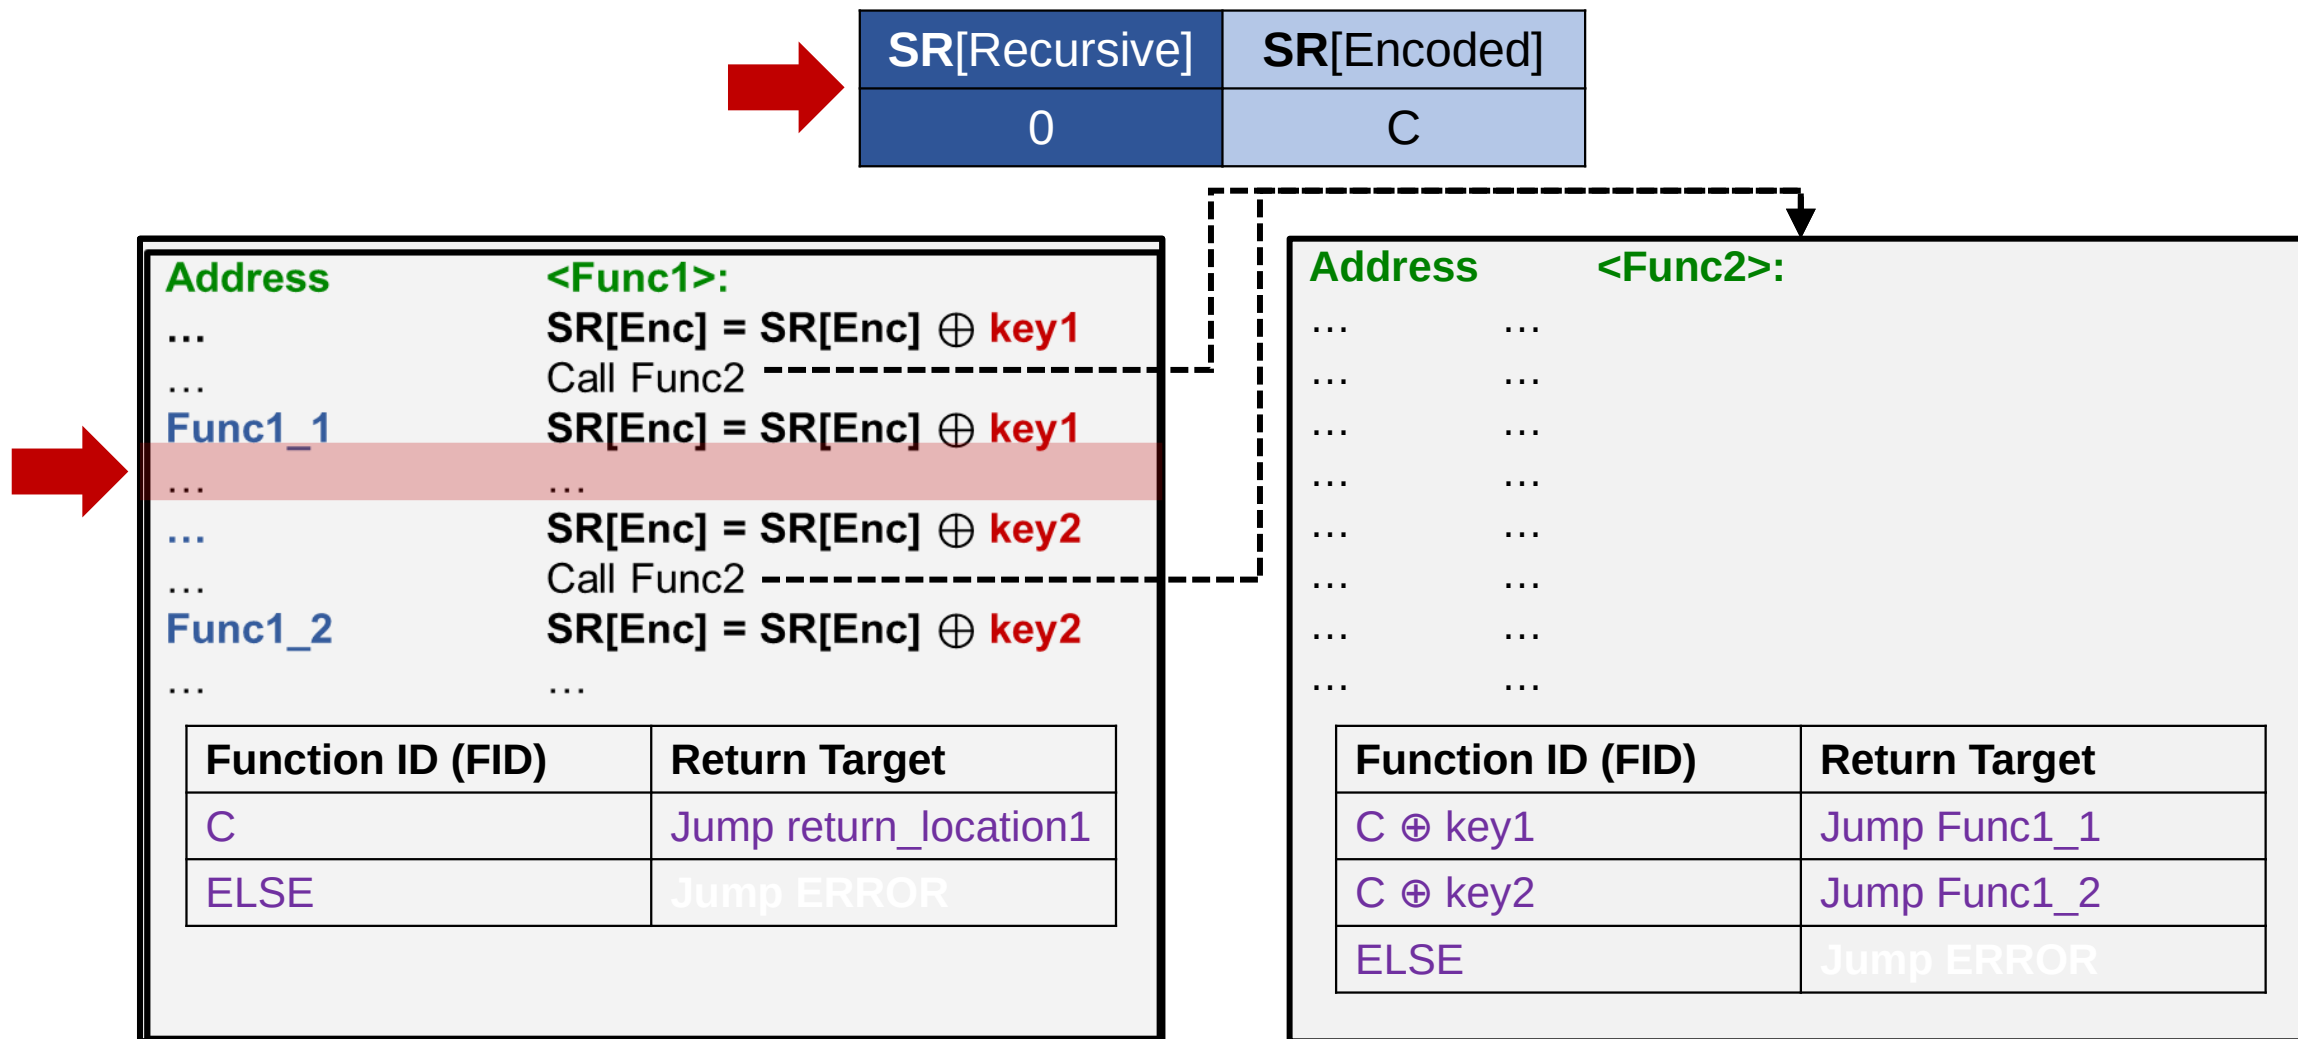 SR[Recursive] SR[Encoded]
0 C
Address <Func1>:
… SR[Enc] = SR[Enc] ⊕ key1
… Call Func2
Func1_1 SR[Enc] = SR[Enc] ⊕ key1
… …
… SR[Enc] = SR[Enc] ⊕ key2
… Call Func2
Func1_2 SR[Enc] = SR[Enc] ⊕ key2
… …
Function ID (FID) Return Target
C Jump return_location1
ELSE Jump ERROR
Address <Func2>:
… …
… …
… …
… …
… …
… …
… …
… …
Function ID (FID) Return Target
C ⊕ key1 Jump Func1_1
C ⊕ key2 Jump Func1_2
ELSE Jump ERROR